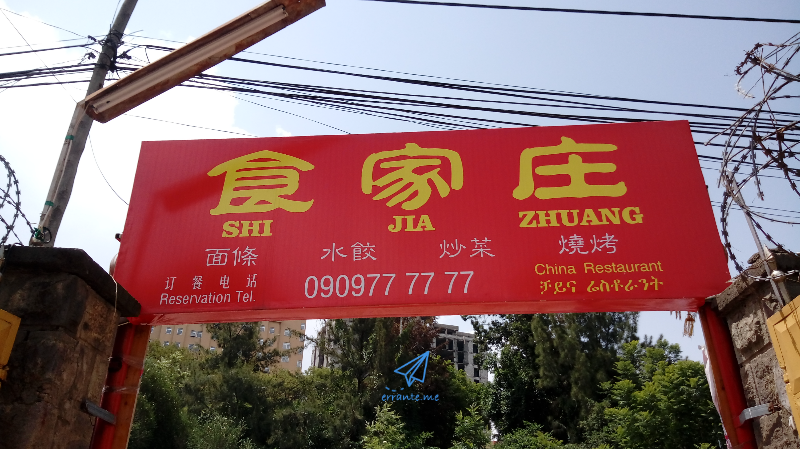 食家庄
SHI JIA ZHUANG
面條 水餃 炒菜 燒烤
订餐电话
Reservation Tel.
090977 77 77
China Restaurant
ቻይና ሬስቶራንት
errante.me